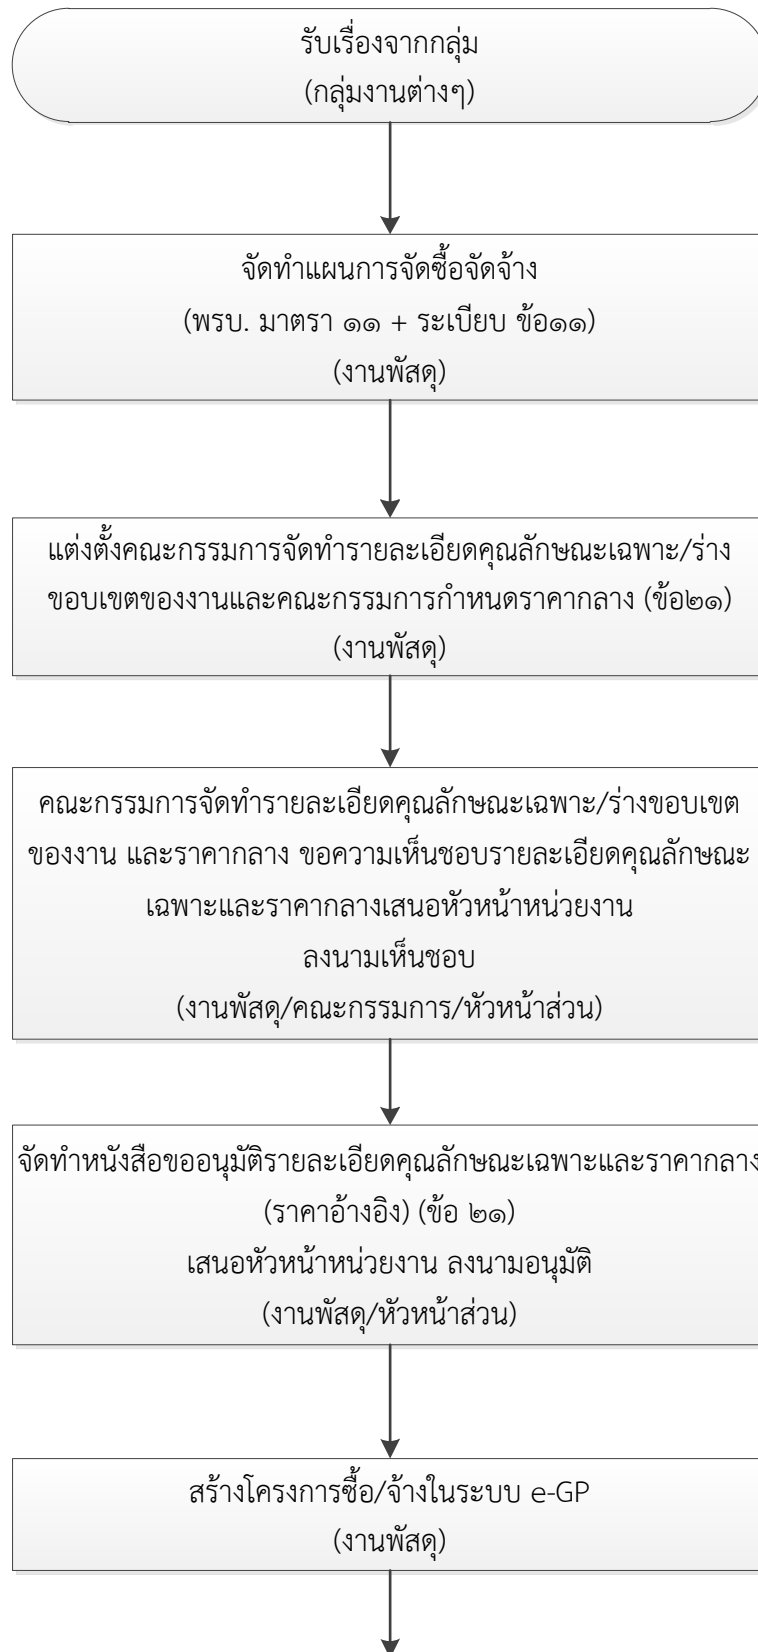 รับเรื่องจากกลุ่ม
(กลุ่มงานต่างๆ)
จัดทำแผนการจัดซื้อจัดจ้าง
(พรบ. มาตรา ๑๑ + ระเบียบ ข้อ๑๑)
(งานพัสดุ)
แต่งตั้งคณะกรรมการจัดทำรายละเอียดคุณลักษณะเฉพาะ/ร่าง
ขอบเขตของงานและคณะกรรมการกำหนดราคากลาง (ข้อ๒๑)
(งานพัสดุ)
คณะกรรมการจัดทำรายละเอียดคุณลักษณะเฉพาะ/ร่างขอบเขต
ของงาน และราคากลาง ขอความเห็นชอบรายละเอียดคุณลักษณะ
เฉพาะและราคากลางเสนอหัวหน้าหน่วยงาน
ลงนามเห็นชอบ
(งานพัสดุ/คณะกรรมการ/หัวหน้าส่วน)
จัดทำหนังสือขออนุมัติรายละเอียดคุณลักษณะเฉพาะและราคากลาง
(ราคาอ้างอิง) (ข้อ ๒๑)
เสนอหัวหน้าหน่วยงาน ลงนามอนุมัติ
(งานพัสดุ/หัวหน้าส่วน)
สร้างโครงการซื้อ/จ้างในระบบ e-GP
(งานพัสดุ)